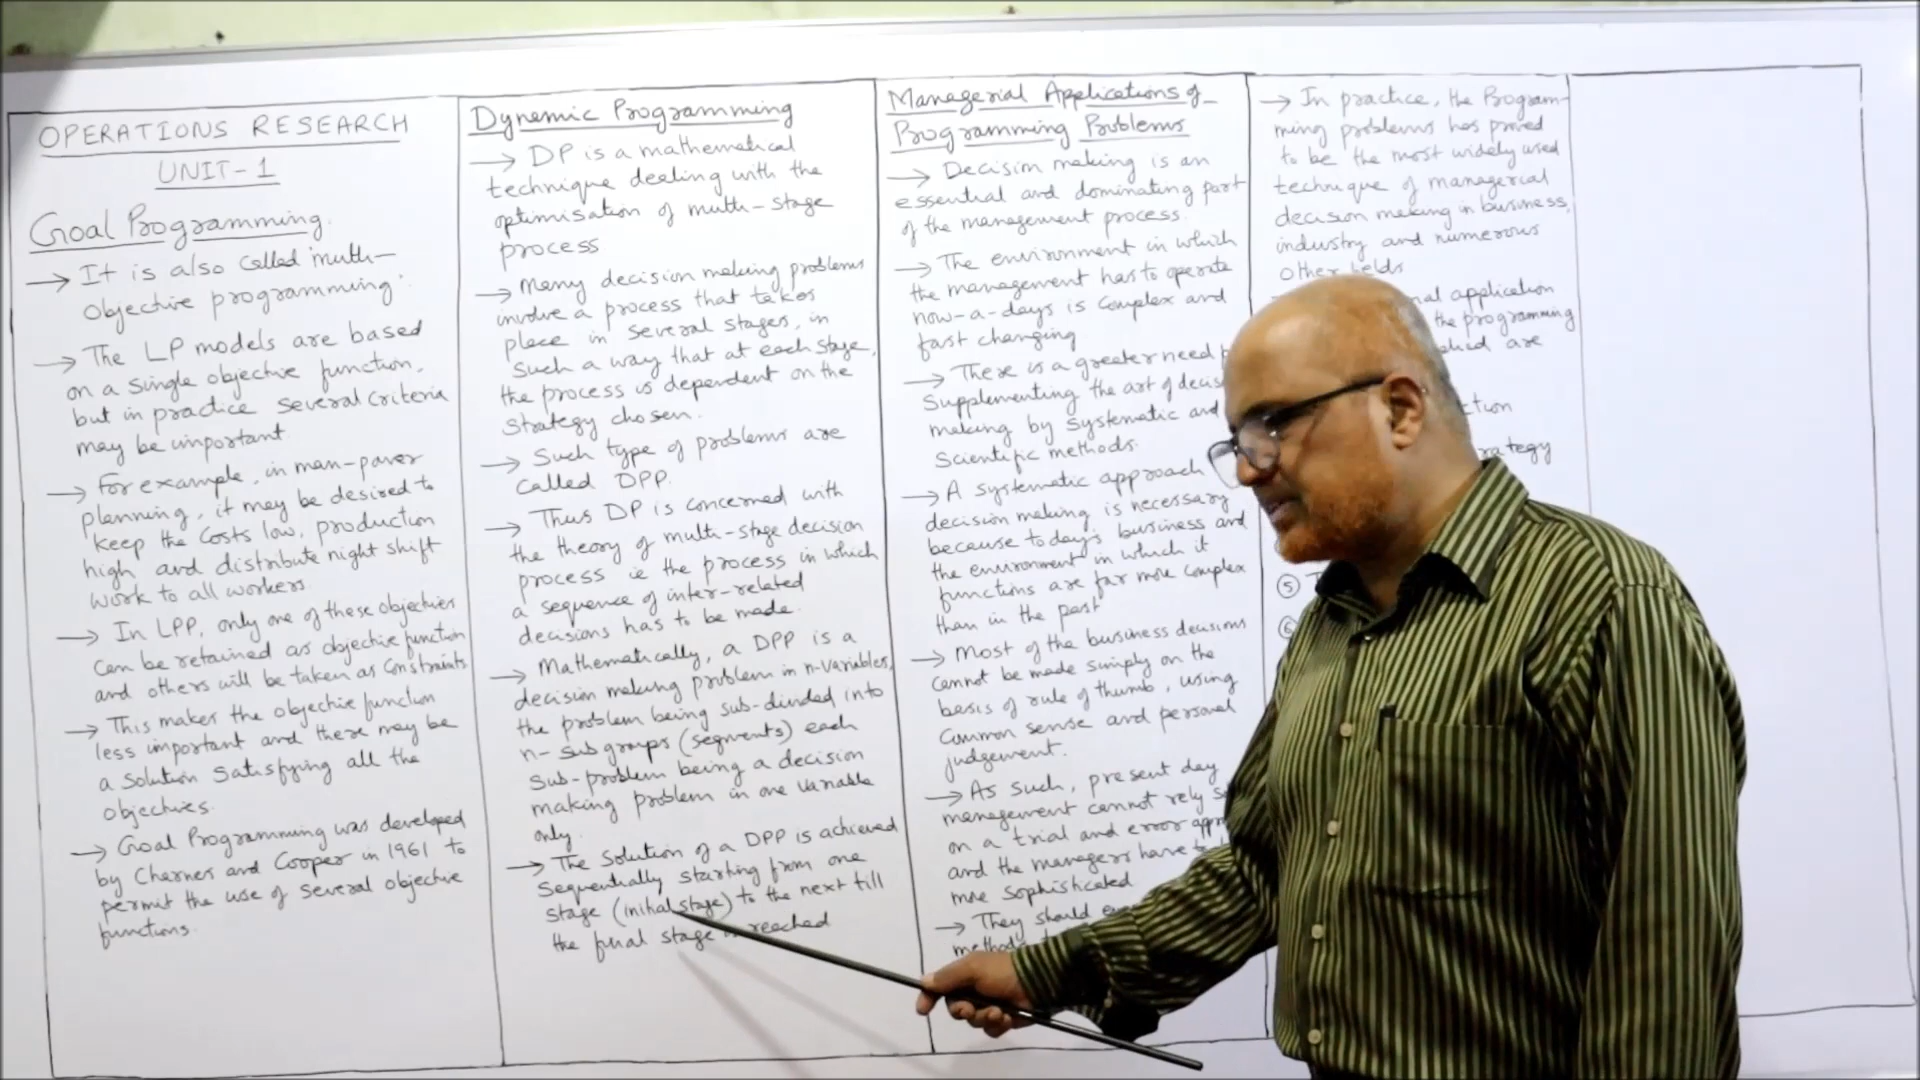 OPERATIONS RESEARCH
UNIT-1
Goal Programming
→ It is also called 'multi-
Objective programming'.
→ The LP models are based
on a single objective function,
but in practice several criteria
may be important.
→ For example, in man-power
planning, it may be desired to
keep the costs low, production
high and distribute night shift
work to all workers.
→ In LPP, only one of these objectives
can be retained as objective function
and others will be taken as constraints
→ This makes the objective function
less important and there may be
a solution satisfying all the
objectives.
→ Goal Programming was developed
by Charnes and Cooper in 1961 to
permit the use of several objective
functions.
Dynemic Programming
→ DP is a mathematical
technique dealing with the
optimisation of multi-stage
process
→ Many decision making problems
involve a process that takes
place in several stages, in
such a way that at each stage,
the process is dependent on the
strategy chosen.
→ Such type of problems are
called DPP.
→ Thus DP is concerned with
the theory of multi-stage decision
process ie the process in which
a sequence of inter-related
decisions has to be made.
→ Mathematically, a DPP is a
decision making problem in n-variables,
the problem being sub-divided into
n-sub groups (segments) each
sub-problem being a decision
making problem in one variable
only.
→ The solution of a DPP is achieved
sequentially starting from one
stage (initial stage) to the next till
the final stage is reached
Managerial Applications of
Programming Problems
→ Decision making is an
essential and dominating part
of the management process.
→ The environment in which
the management has to operate
now-a-days is complex and
fast changing
→ There is a greater need
supplementing the art of decis
making by systematic and
scientific methods.
→ A systematic approach
decision making is necessary
because today's business and
the environment in which it
functions are far more complex
than in the past
→ Most of the business decisions
cannot be made simply on the
basis of rule of thumb, using
common sense and personal
judgement.
→ As such, present day
management cannot rely
on a trial and error appr
and the managers have
more sophisticated
→ They should
→ In practice, the Program-
ming problems has proved
to be the most widely used
technique of managerial
decision making in business,
industry and numerous
other fields
nal application
the programming
are
ction
rategy
⑤
⑥